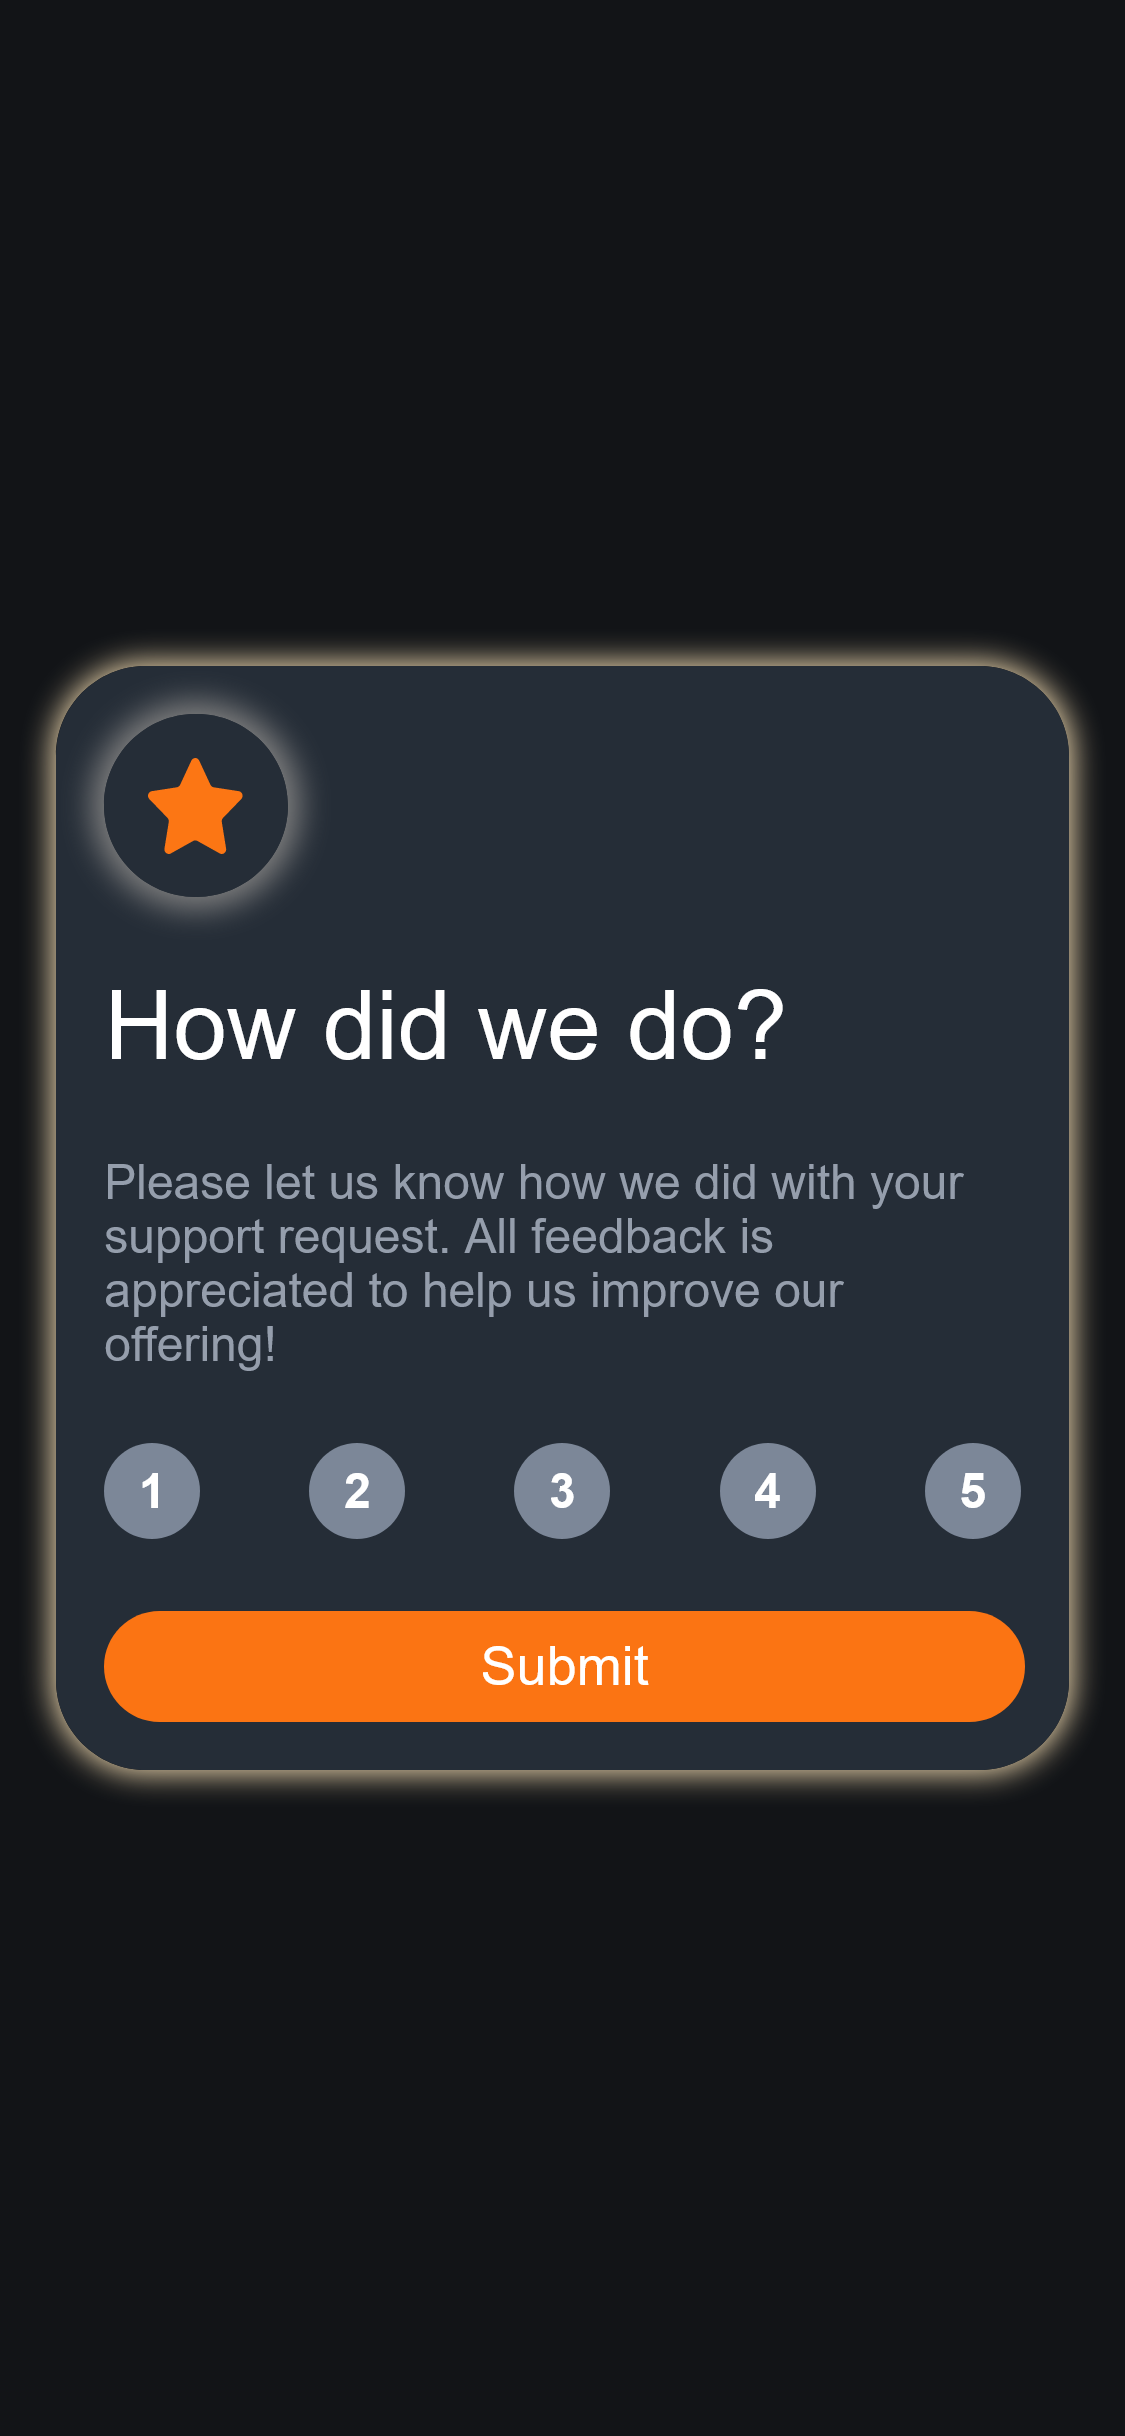 How did we do?
Please let us know how we did with your
support request. All feedback is
appreciated to help us improve our
offering!
1 2 3 4 5
Submit